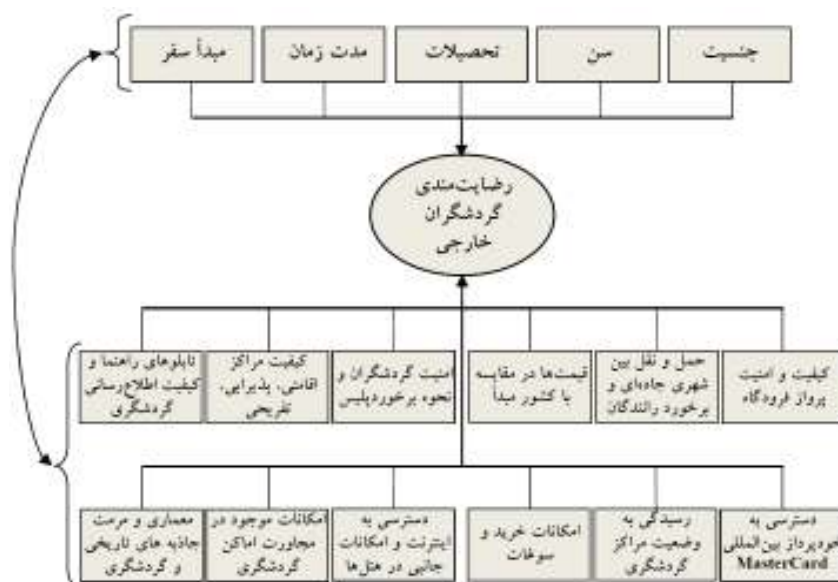 جنسیت
سن
تحصیلات
مدت زمان
مبدأ سفر
رضایت‌مندی
گردشگران
خارجی
کیفیت و امنیت
پرواز فرودگاه
حمل و نقل بین
شهری جاده‌ای و
برخورد رانندگان
قیمت‌ها در مقایسه
با کشور مبدأ
امنیت گردشگران و
نحوه برخوردپلیس
کیفیت مراکز
اقامتی، پذیرایی،
تفریحی
تابلوهای راهنما و
کیفیت اطلاع‌رسانی
گردشگری
دسترسی به
خودپرداز بین‌المللی
MasterCard
رسیدگی به
وضعیت مراکز
گردشگری
امکانات خرید و
سوغات
دسترسی به
اینترنت و امکانات
جانبی در هتل‌ها
امکانات موجود در
مجاورت اماکن
گردشگری
معماری و مرمت
جاذبه های تاریخی
و گردشگری